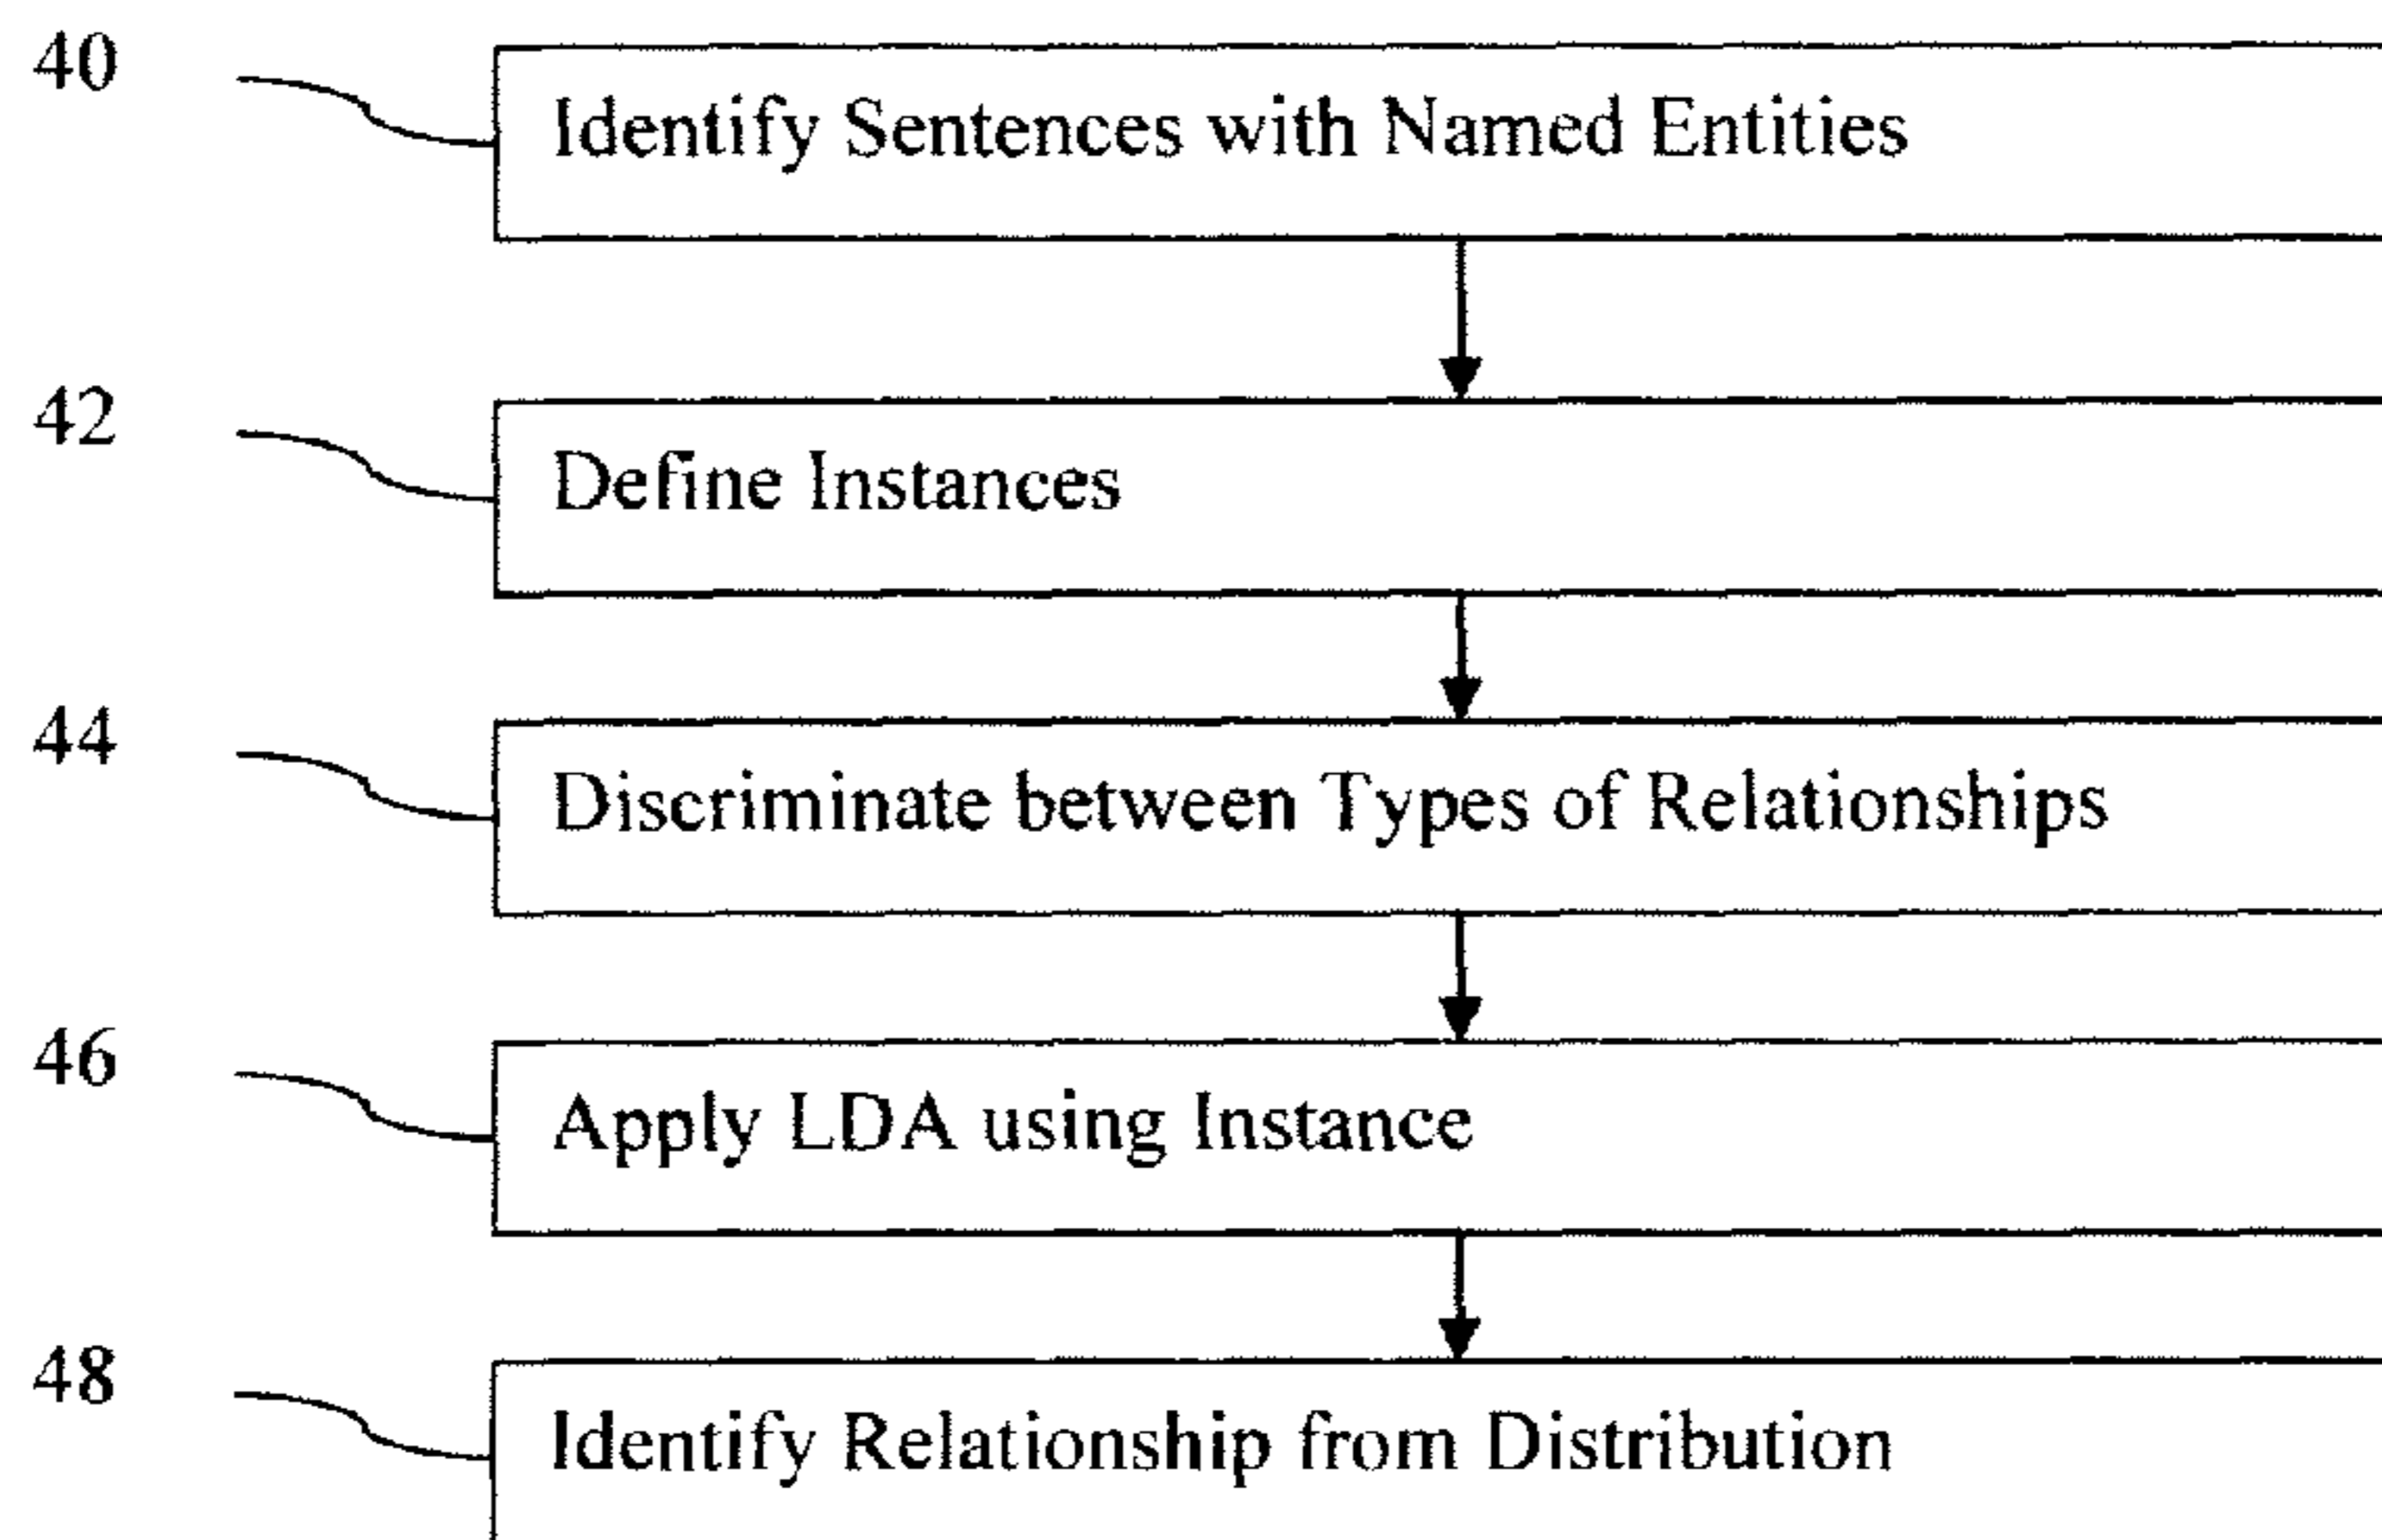 40
Identify Sentences with Named Entities
42
Define Instances
44
Discriminate between Types of Relationships
46
Apply LDA using Instance
48
Identify Relationship from Distribution